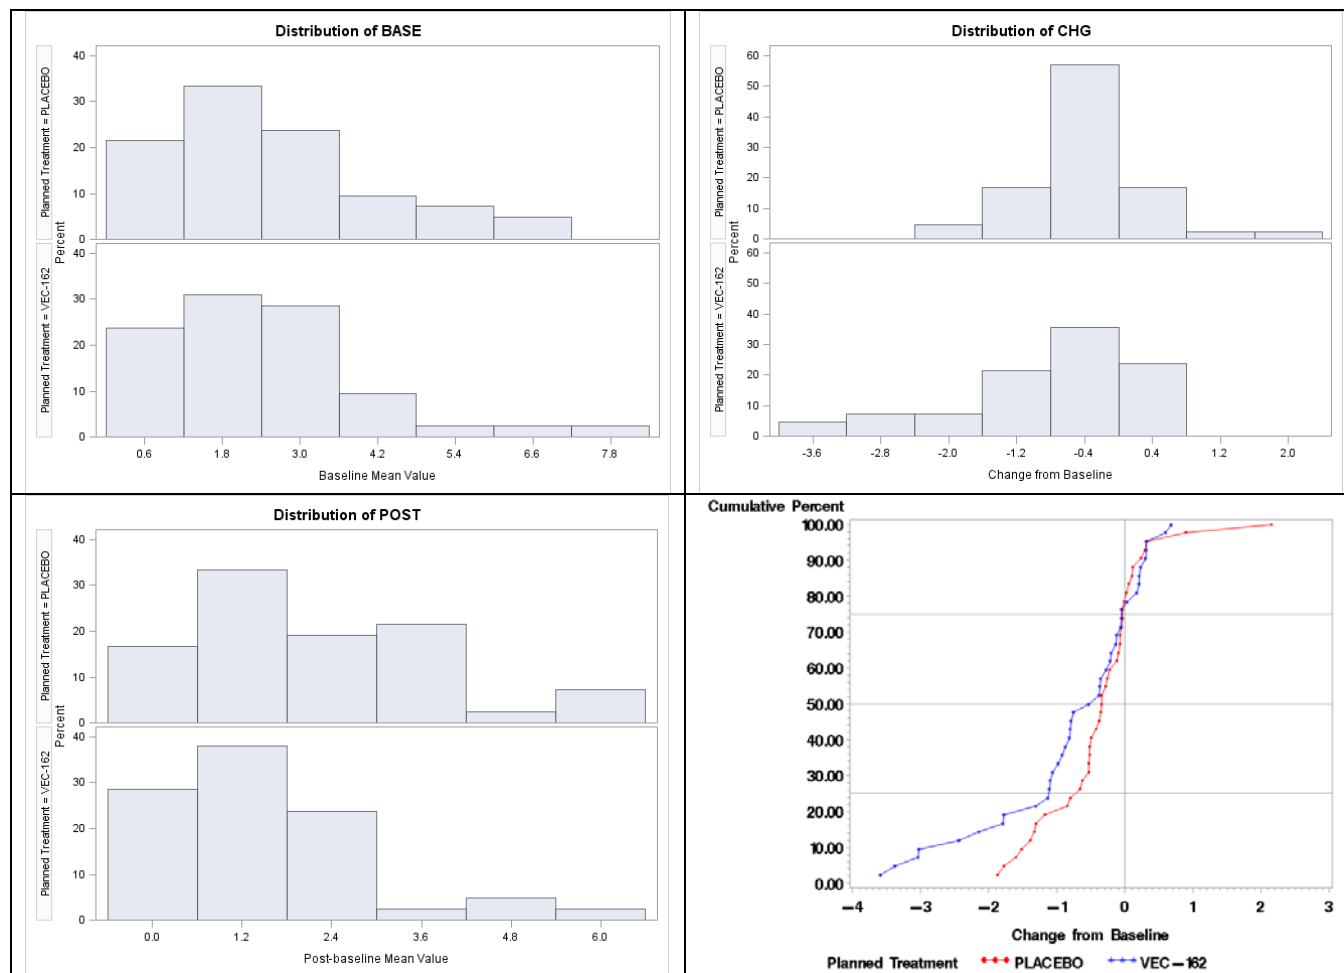 Distribution of BASE
Planned Treatment = PLACEBO
40
30
20
10
0
Percent
Planned Treatment = VEC-162
40
30
20
10
0
0.6 1.8 3.0 4.2 5.4 6.6 7.8
Baseline Mean Value
Distribution of CHG
Planned Treatment = PLACEBO
60
50
40
30
20
10
0
Percent
Planned Treatment = VEC-162
60
50
40
30
20
10
0
-3.6 -2.8 -2.0 -1.2 -0.4 0.4 1.2 2.0
Change from Baseline
Distribution of POST
Planned Treatment = PLACEBO
40
30
20
10
0
Percent
Planned Treatment = VEC-162
40
30
20
10
0
0.0 1.2 2.4 3.6 4.8 6.0
Post-baseline Mean Value
Cumulative Percent
100.00
90.00
80.00
70.00
60.00
50.00
40.00
30.00
20.00
10.00
0.00
−4 −3 −2 −1 0 1 2 3
Change from Baseline
Planned Treatment PLACEBO VEC−162